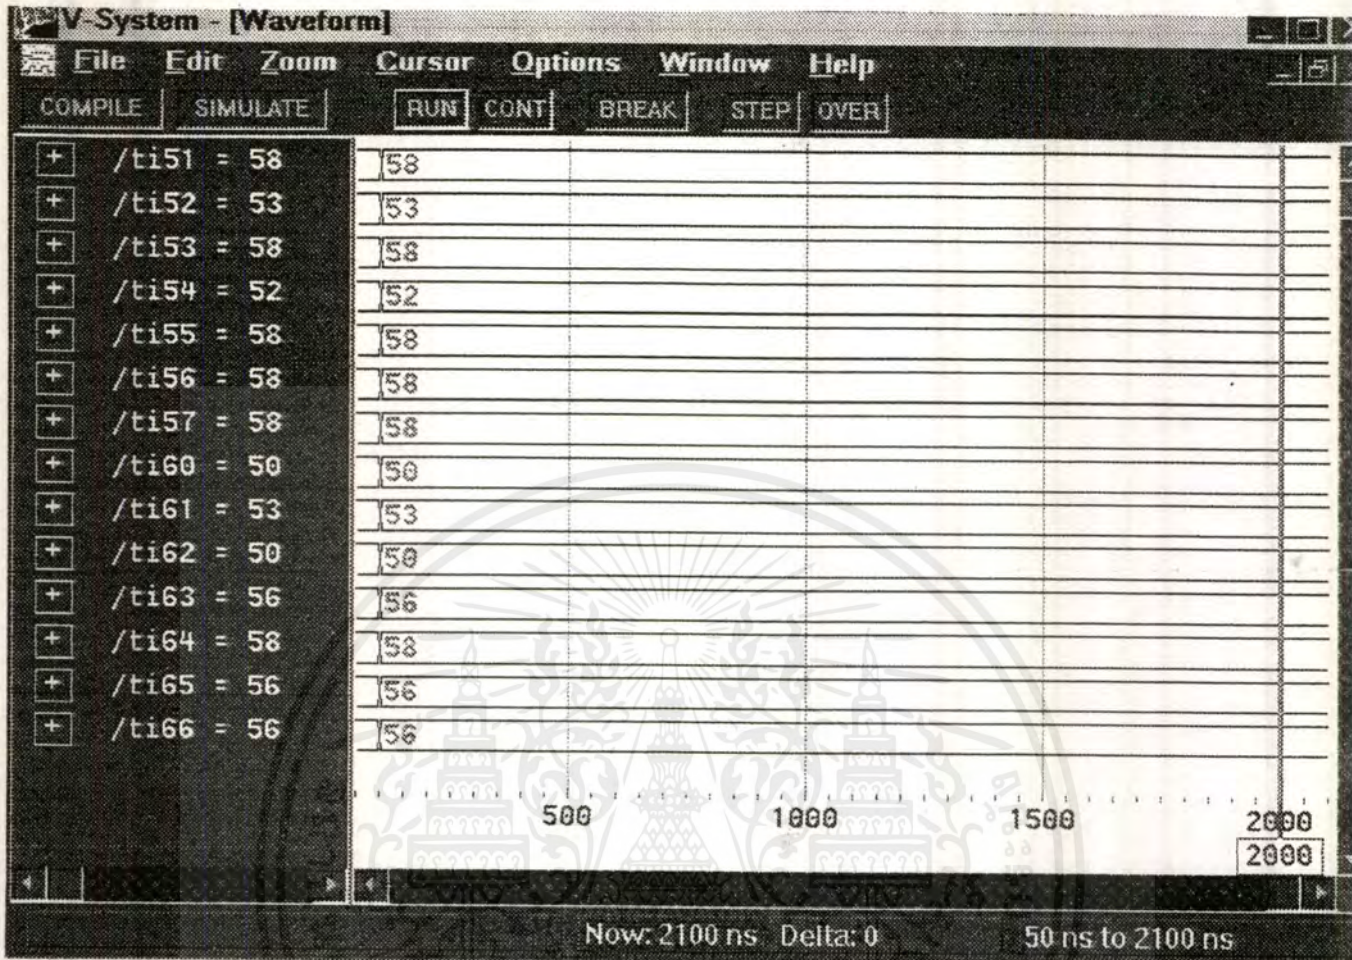 V-System - [Waveform]
File Edit Zoom Cursor Options Window Help
COMPILE SIMULATE RUN CONT BREAK STEP OVER
+ /ti51 = 58 58
+ /ti52 = 53 53
+ /ti53 = 58 58
+ /ti54 = 52 52
+ /ti55 = 58 58
+ /ti56 = 58 58
+ /ti57 = 58 58
+ /ti60 = 50 50
+ /ti61 = 53 53
+ /ti62 = 50 50
+ /ti63 = 56 56
+ /ti64 = 58 58
+ /ti65 = 56 56
+ /ti66 = 56 56
500 1000 1500 2000
2000
Now: 2100 ns Delta: 0 50 ns to 2100 ns